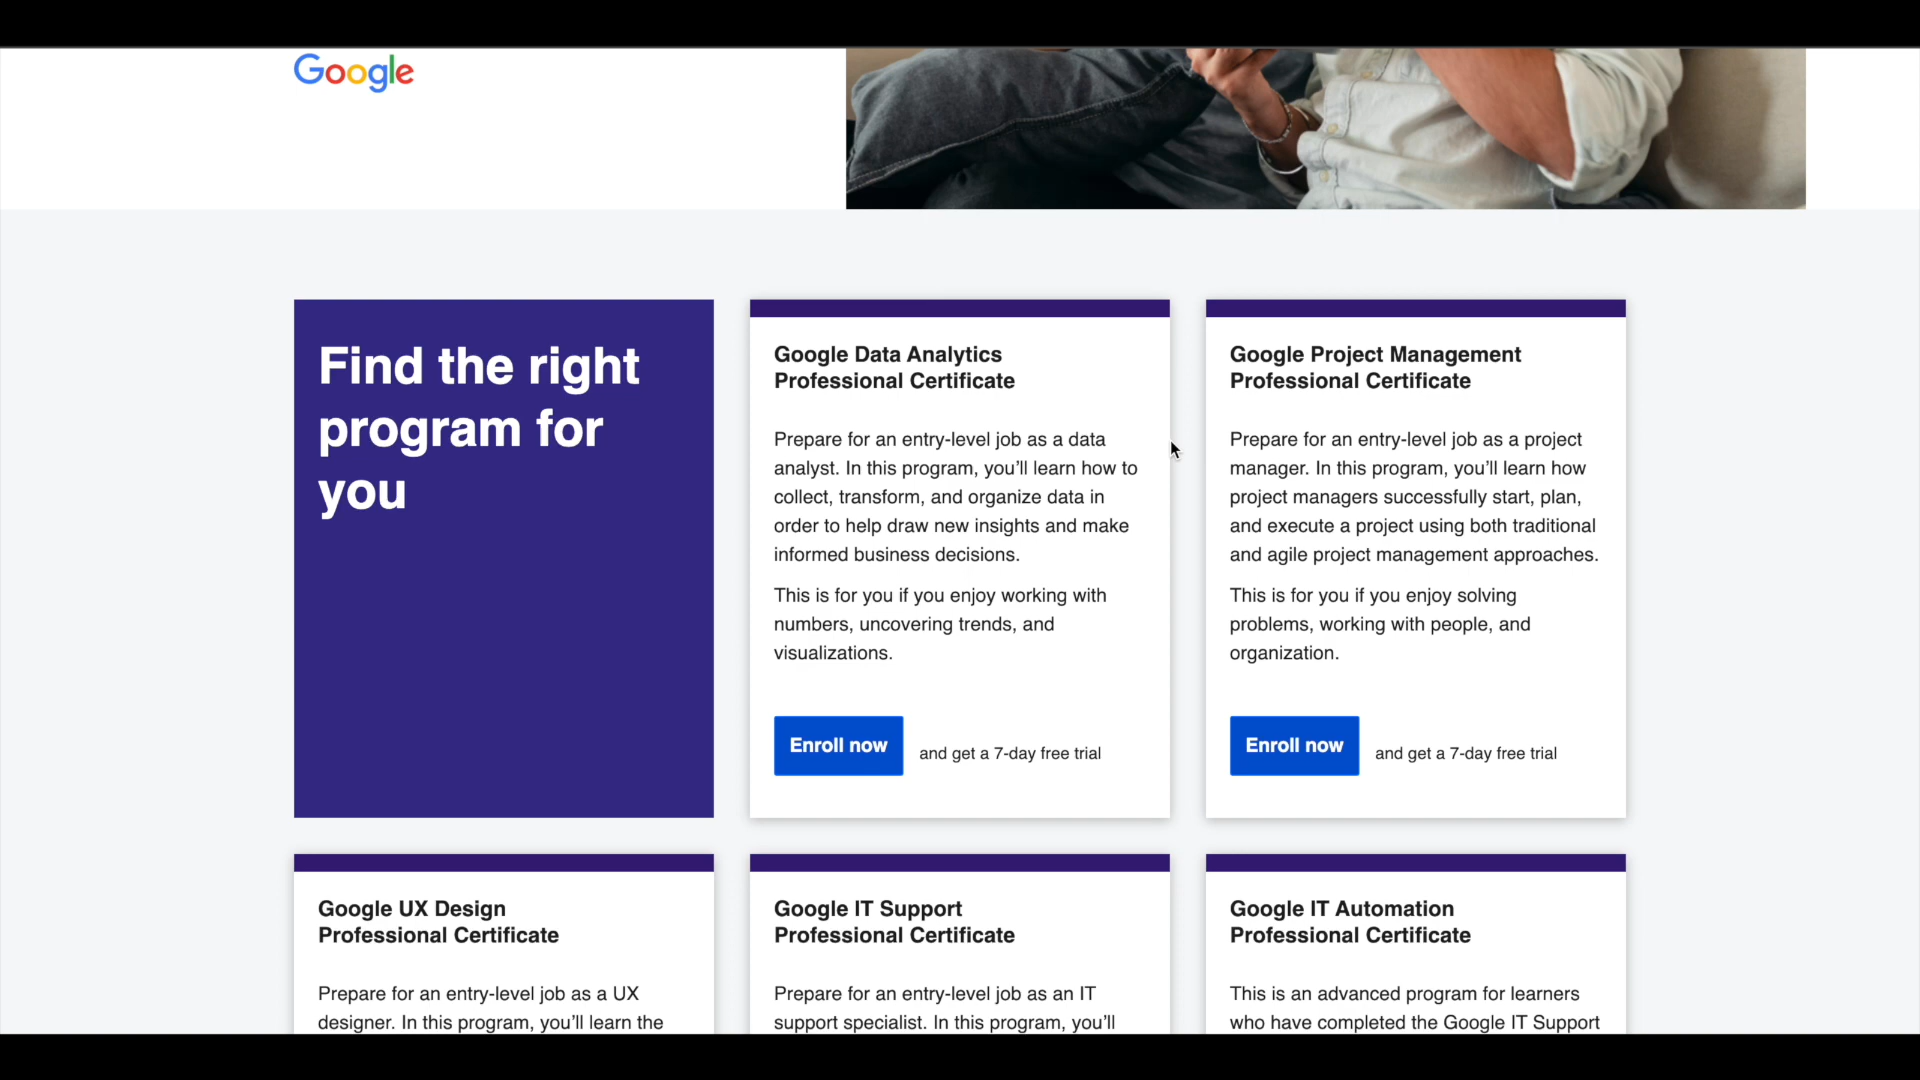 Google
Find the right
program for
you
Google Data Analytics
Professional Certificate
Prepare for an entry-level job as a data
analyst. In this program, you’ll learn how to
collect, transform, and organize data in
order to help draw new insights and make
informed business decisions.
This is for you if you enjoy working with
numbers, uncovering trends, and
visualizations.
Enroll now and get a 7-day free trial
Google Project Management
Professional Certificate
Prepare for an entry-level job as a project
manager. In this program, you’ll learn how
project managers successfully start, plan,
and execute a project using both traditional
and agile project management approaches.
This is for you if you enjoy solving
problems, working with people, and
organization.
Enroll now and get a 7-day free trial
Google UX Design
Professional Certificate
Prepare for an entry-level job as a UX
designer. In this program, you’ll learn the
Google IT Support
Professional Certificate
Prepare for an entry-level job as an IT
support specialist. In this program, you’ll
Google IT Automation
Professional Certificate
This is an advanced program for learners
who have completed the Google IT Support